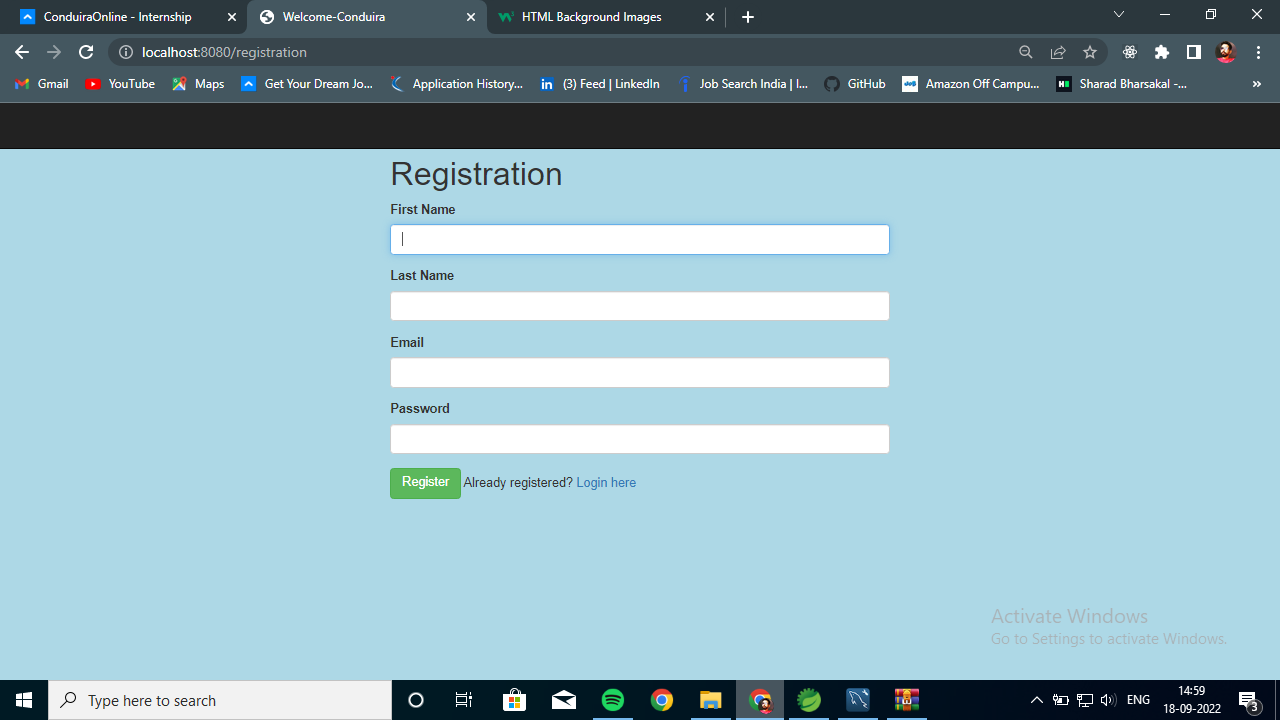 ConduiraOnline - Internship
Welcome-Conduira
HTML Background Images
localhost:8080/registration
Gmail
YouTube
Maps
Get Your Dream Jo...
Application History...
(3) Feed | LinkedIn
Job Search India | I...
GitHub
Amazon Off Campu...
Sharad Bharsakal -...
»
Registration
First Name
Last Name
Email
Password
Register Already registered? Login here
Activate Windows
Go to Settings to activate Windows.
Type here to search
ENG
14:59
18-09-2022
3